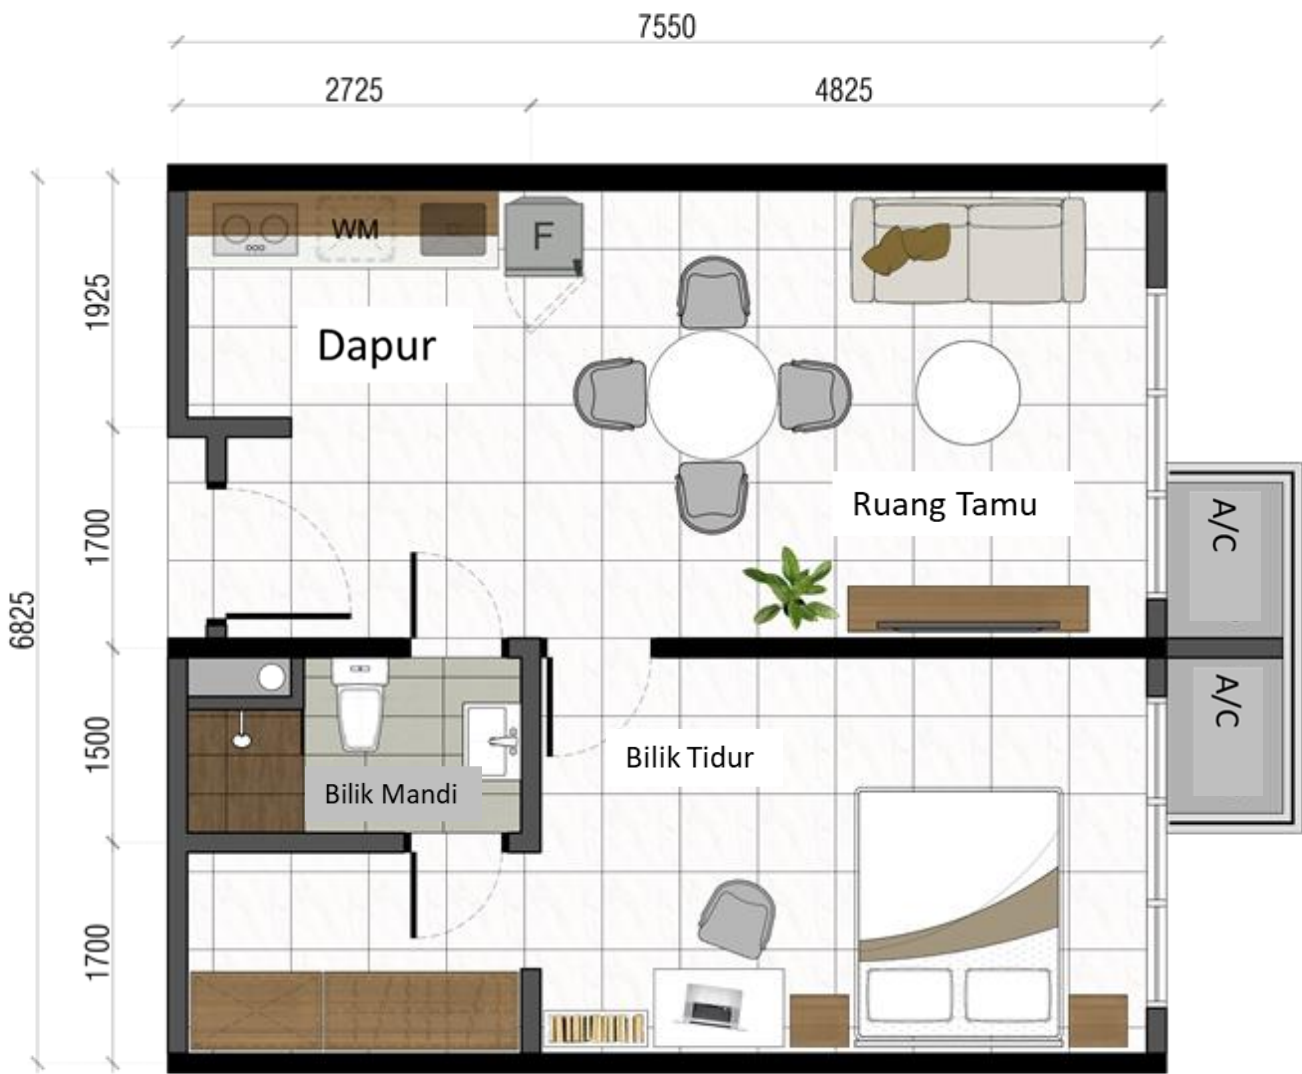 7550
2725
4825
WM
F
1925
Dapur
Ruang Tamu
A/C
1700
6825
A/C
1500
Bilik Tidur
Bilik Mandi
1700